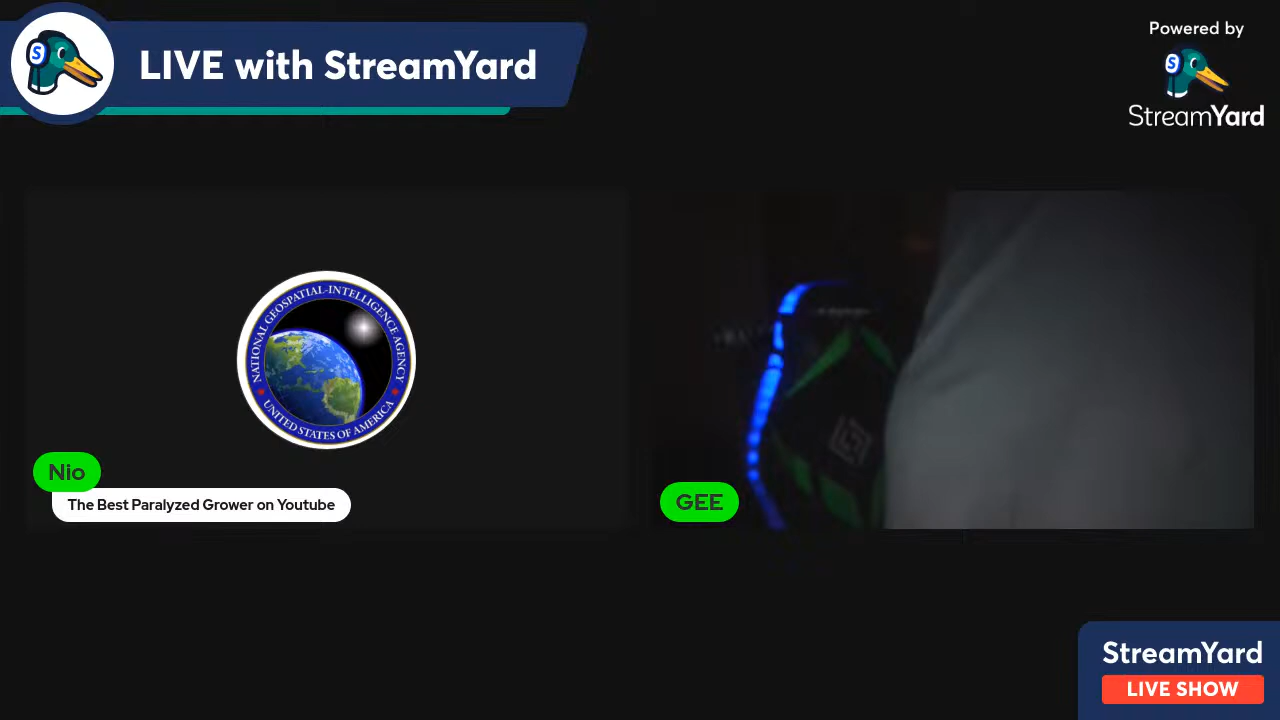 LIVE with StreamYard
Powered by
StreamYard
NATIONAL GEOSPATIAL-INTELLIGENCE AGENCY
UNITED STATES OF AMERICA
Nio
The Best Paralyzed Grower on Youtube
GEE
StreamYard
LIVE SHOW